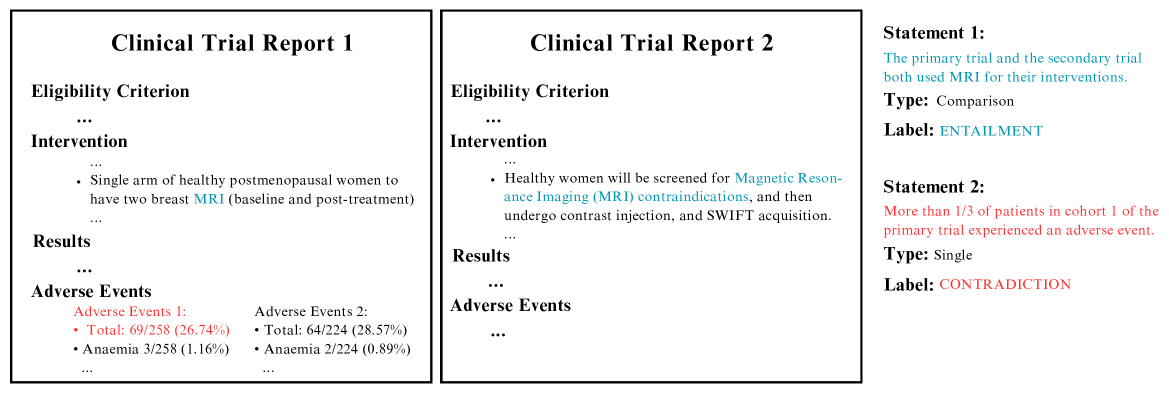 Clinical Trial Report 1
Eligibility Criterion
...
Intervention
...
• Single arm of healthy postmenopausal women to
have two breast MRI (baseline and post-treatment)
...
Results
...
Adverse Events
Adverse Events 1:
• Total: 69/258 (26.74%)
• Anaemia 3/258 (1.16%)
...
Adverse Events 2:
• Total: 64/224 (28.57%)
• Anaemia 2/224 (0.89%)
...
Clinical Trial Report 2
Eligibility Criterion
...
Intervention
...
• Healthy women will be screened for Magnetic Reson-
ance Imaging (MRI) contraindications, and then
undergo contrast injection, and SWIFT acquisition.
...
Results
...
Adverse Events
...
Statement 1:
The primary trial and the secondary trial
both used MRI for their interventions.
Type: Comparison
Label: ENTAILMENT
Statement 2:
More than 1/3 of patients in cohort 1 of the
primary trial experienced an adverse event.
Type: Single
Label: CONTRADICTION